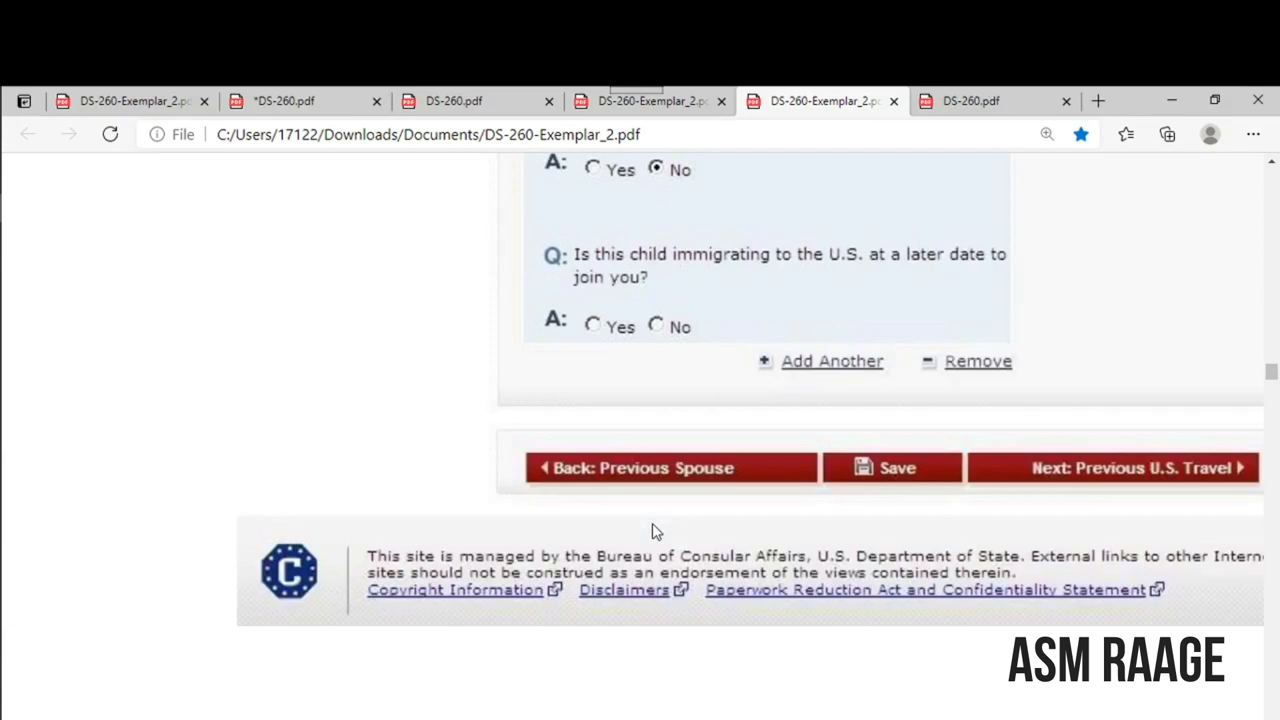 DS-260-Exemplar_2.pc
*DS-260.pdf
DS-260.pdf
DS-260-Exemplar_2.pc
DS-260-Exemplar_2.pc
DS-260.pdf
File
C:/Users/17122/Downloads/Documents/DS-260-Exemplar_2.pdf
A: Yes No
Q: Is this child immigrating to the U.S. at a later date to
join you?
A: Yes No
Add Another Remove
Back: Previous Spouse Save Next: Previous U.S. Travel
C
This site is managed by the Bureau of Consular Affairs, U.S. Department of State. External links to other Intern
sites should not be construed as an endorsement of the views contained therein.
Copyright Information Disclaimers Paperwork Reduction Act and Confidentiality Statement
ASM RAAGE